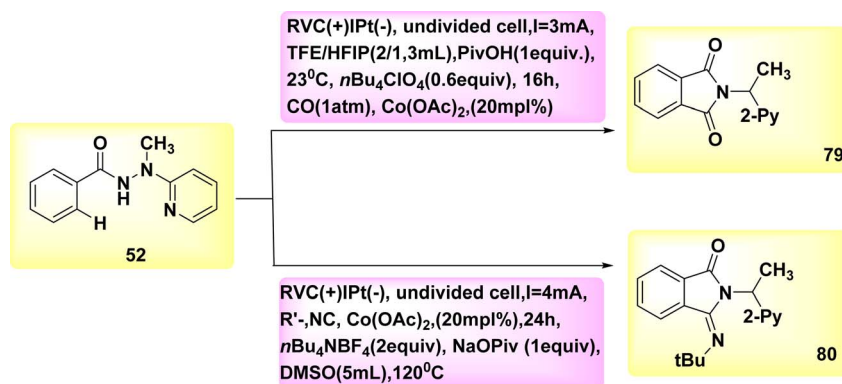 RVC(+)IPt(-), undivided cell,I=3mA,
TFE/HFIP(2/1,3mL),PivOH(1equiv.),
23⁰C, nBu₄ClO₄(0.6equiv), 16h,
CO(1atm), Co(OAc)₂,(20mpl%)
O
N
CH₃
2-Py
O
79
O
CH₃
N
N
H
N
H
52
RVC(+)IPt(-), undivided cell,I=4mA,
R'-,NC, Co(OAc)₂,(20mpl%),24h,
nBu₄NBF₄(2equiv), NaOPiv (1equiv),
DMSO(5mL),120⁰C
O
CH₃
N
2-Py
N
tBu
80